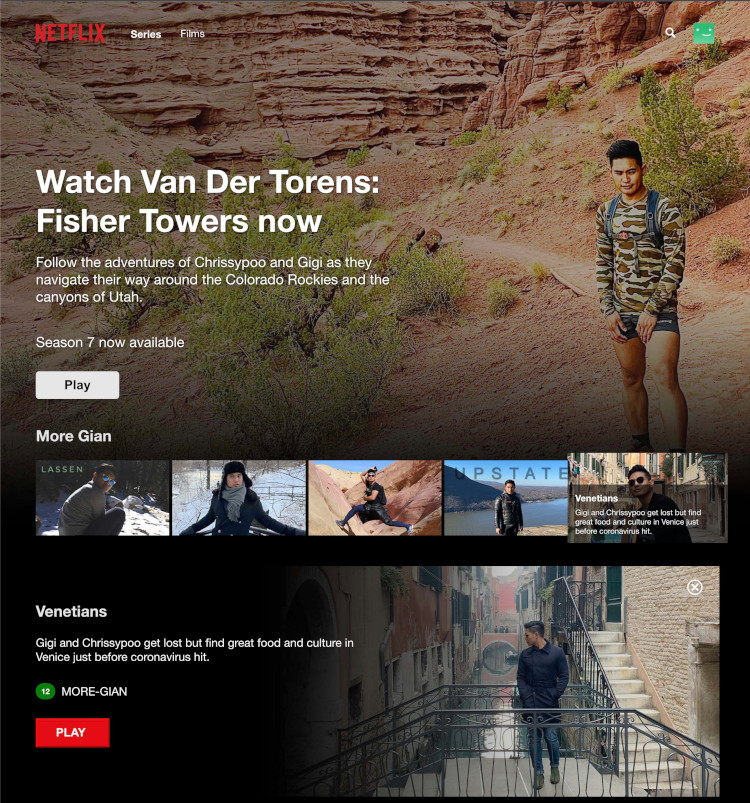 NETFLIX
Series
Films
Watch Van Der Torens:
Fisher Towers now
Follow the adventures of Chrissypoo and Gigi as they
navigate their way around the Colorado Rockies and the
canyons of Utah.
Season 7 now available
Play
More Gian
LASSEN
UPSTATE
Venetians
Gigi and Chrissypoo get lost but find
great food and culture in Venice just
before coronavirus hit.
Venetians
Gigi and Chrissypoo get lost but find great food and culture in
Venice just before coronavirus hit.
12
MORE-GIAN
PLAY